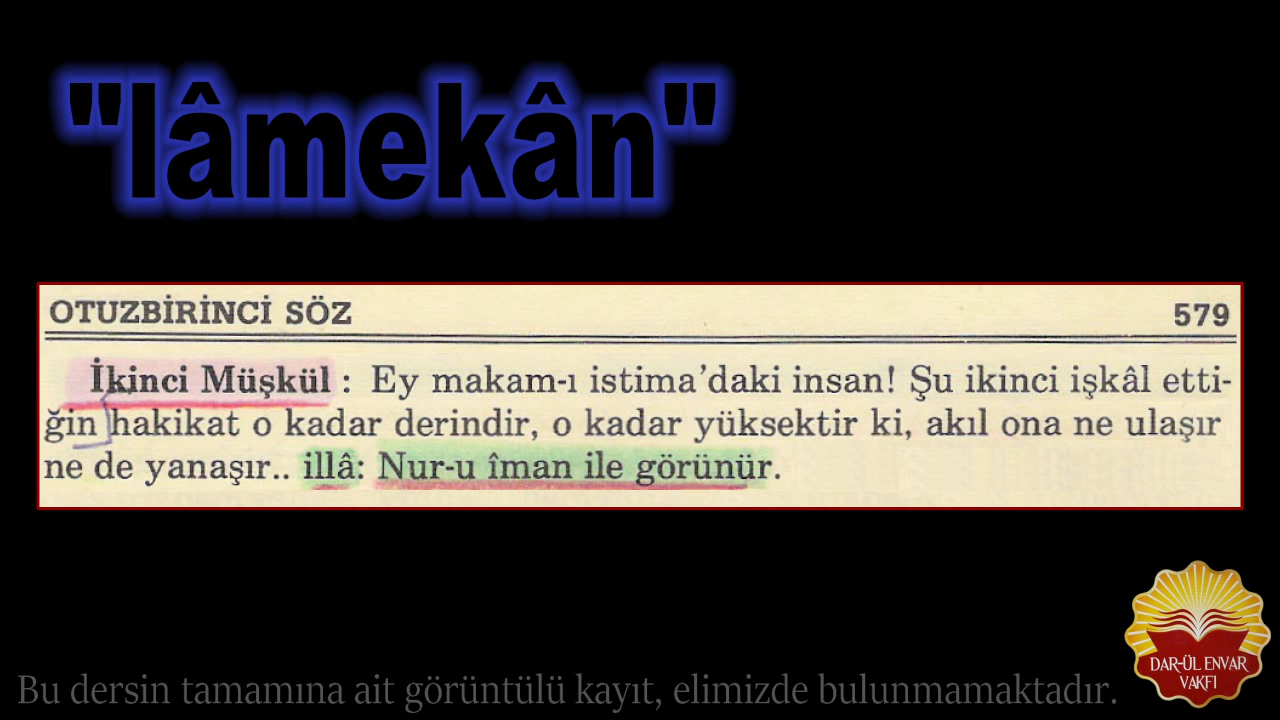 "lâmekân"
OTUZBİRİNCİ SÖZ 579
İkinci Müşkül : Ey makam-ı istima'daki insan! Şu ikinci işkâl etti-
ğin hakikat o kadar derindir, o kadar yüksektir ki, akıl ona ne ulaşır
ne de yanaşır.. illâ: Nur-u îman ile görünür.
DAR-ÜL ENVAR
VAKFI
Bu dersin tamamına ait görüntülü kayıt, elimizde bulunmamaktadır.